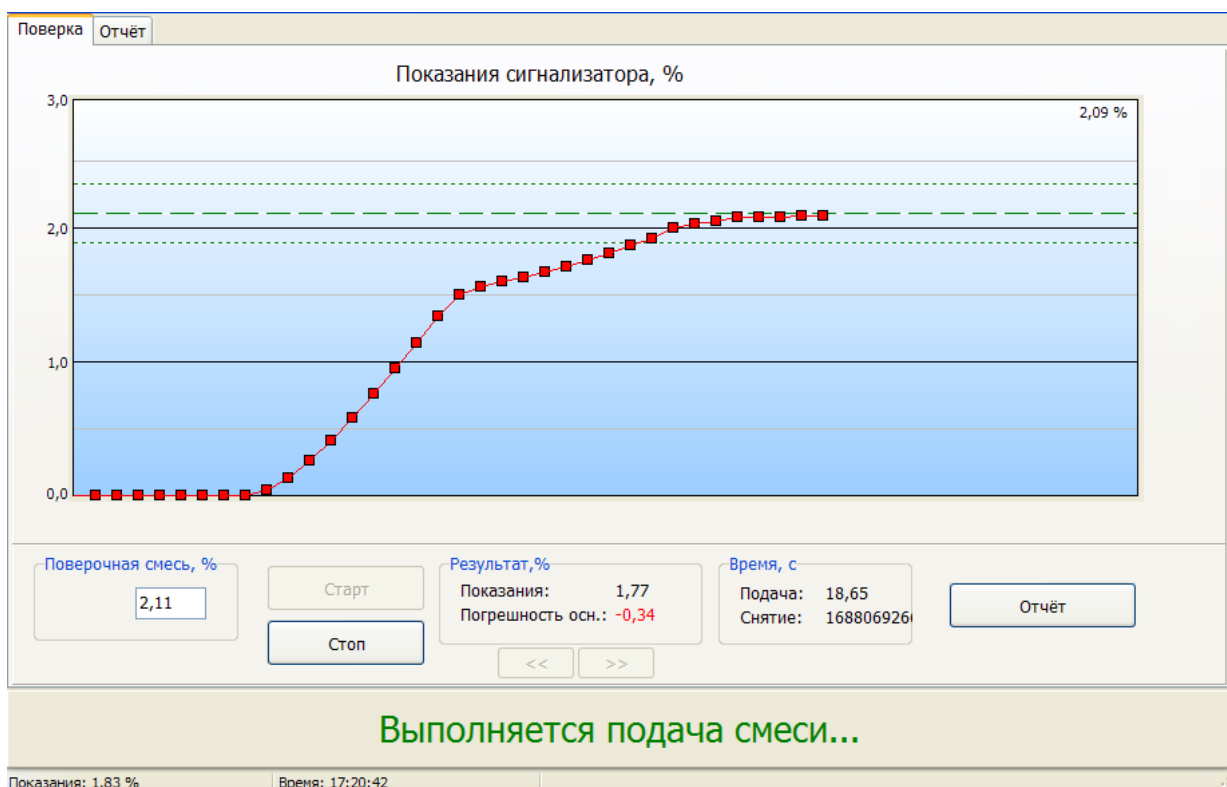 Поверка Отчёт
Показания сигнализатора, %
3,0
2,09 %
2,0
1,0
0,0
Поверочная смесь, %
2,11
Старт
Стоп
Результат,%
Показания: 1,77
Погрешность осн.: -0,34
<< >>
Время, с
Подача: 18,65
Снятие: 168806926
Отчёт
Выполняется подача смеси...
Показания: 1,83 % Время: 17:20:42